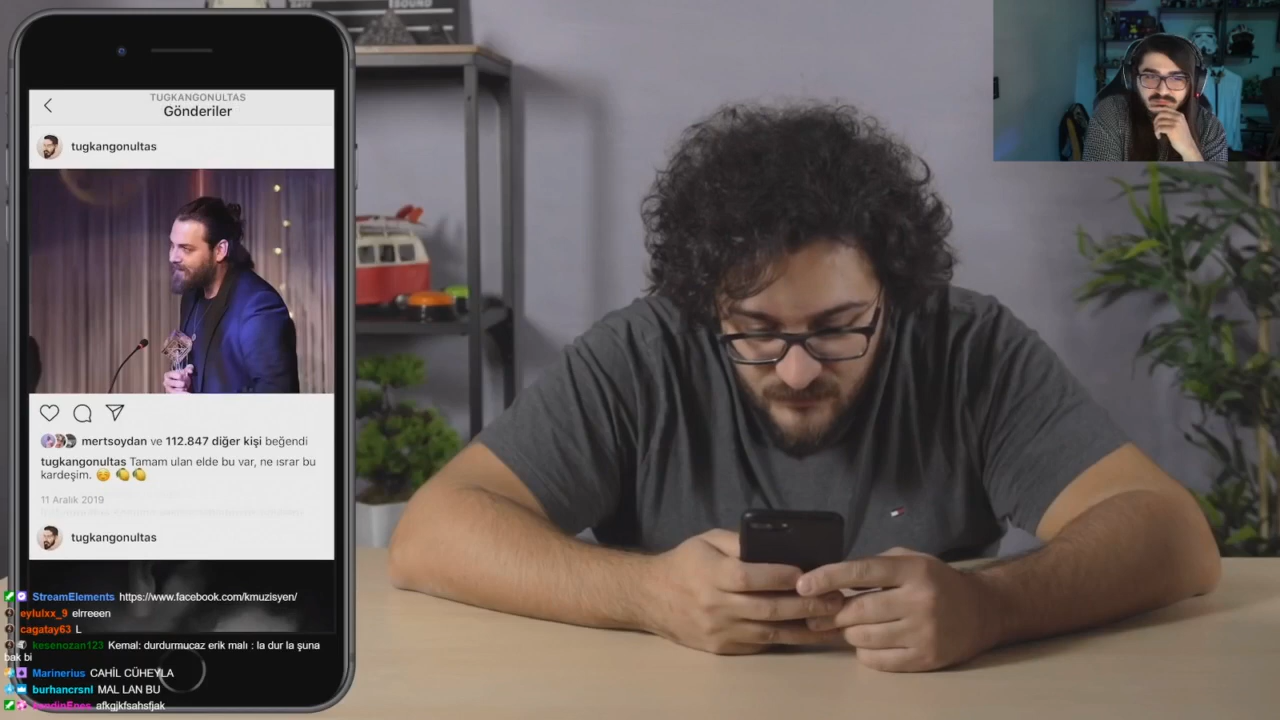 TUGKANGONULTAS
Gönderiler
tugkangonultas
mertsoydan ve 112.847 diğer kişi beğendi
tugkangonultas Tamam ulan elde bu var, ne ısrar bu
kardeşim.
11 Aralık 2019
tugkangonultas
StreamElements https://www.facebook.com/kmuzisyen/
eylulxx_9 elrreeen
cagatay63 L
kesenozan123 Kemal: durdurmucaz erik malı : la dur la şuna
bak bi
Marinerius CAHİL CÜHEYLA
burhancrsnl MAL LAN BU
afkgjkfsahsfjak